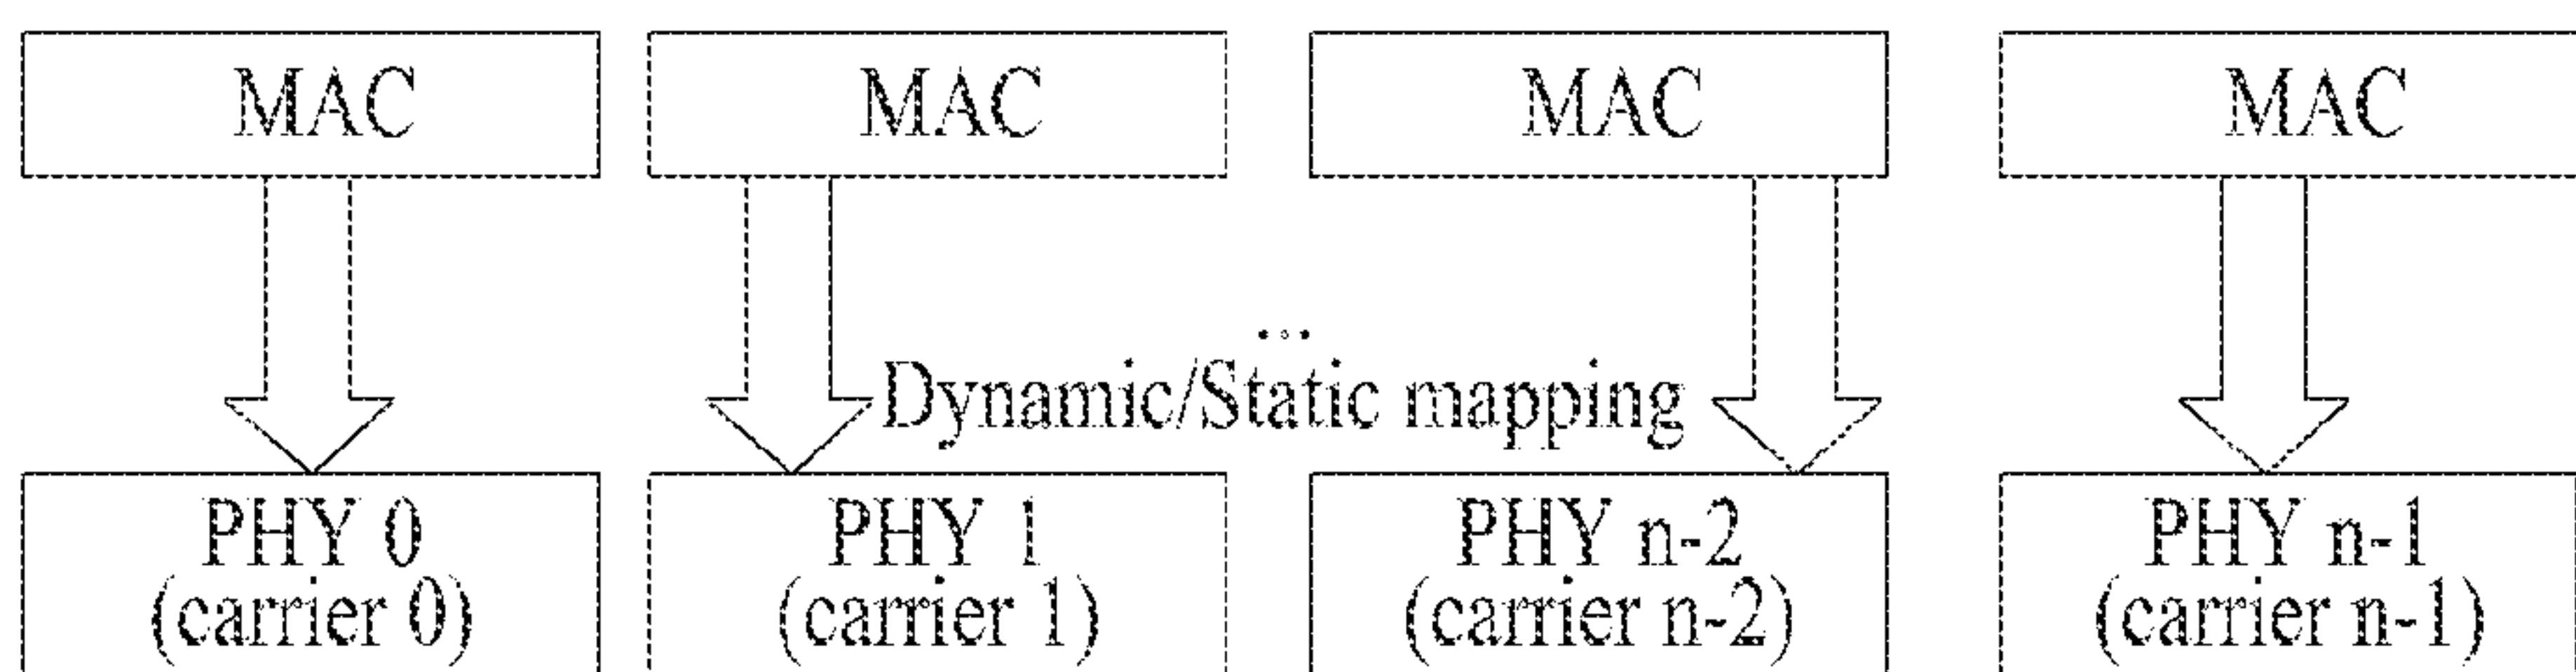 MAC
MAC
MAC
MAC
...
Dynamic/Static mapping
PHY 0
(carrier 0)
PHY 1
(carrier 1)
PHY n-2
(carrier n-2)
PHY n-1
(carrier n-1)